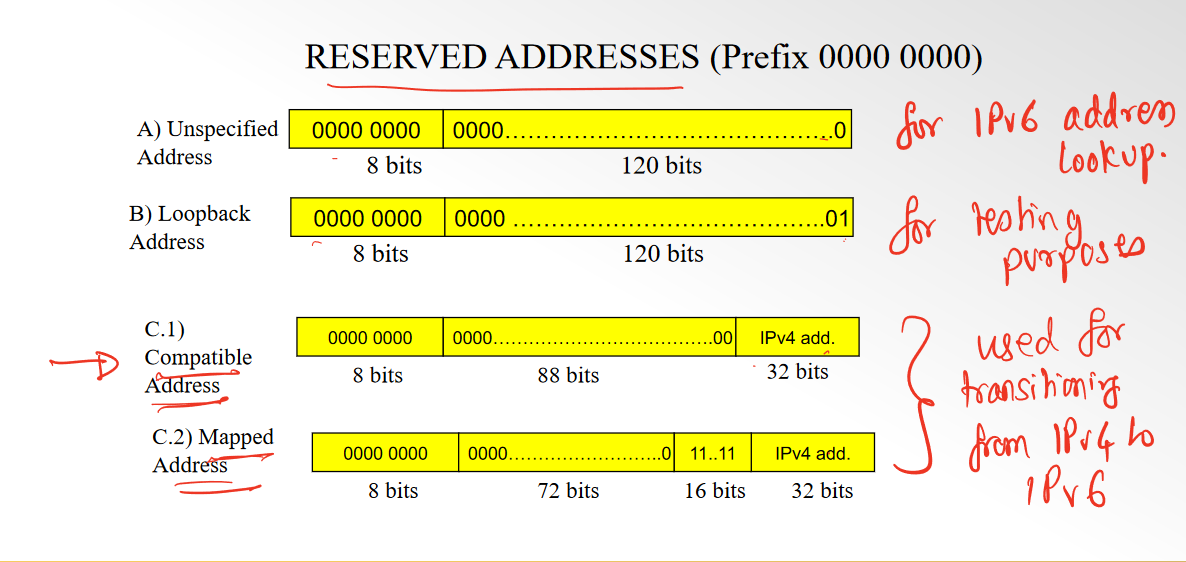 RESERVED ADDRESSES (Prefix 0000 0000)
A) Unspecified
Address
0000 0000
0000.........................................0
8 bits
120 bits
for IPv6 address
lookup.
B) Loopback
Address
0000 0000
0000 .......................................01
8 bits
120 bits
for testing
purposes
C.1)
Compatible
Address
0000 0000
0000.....................................00
IPv4 add.
8 bits
88 bits
32 bits
C.2) Mapped
Address
0000 0000
0000..........................0
11..11
IPv4 add.
8 bits
72 bits
16 bits
32 bits
used for
transitioning
from IPv4 to
IPv6